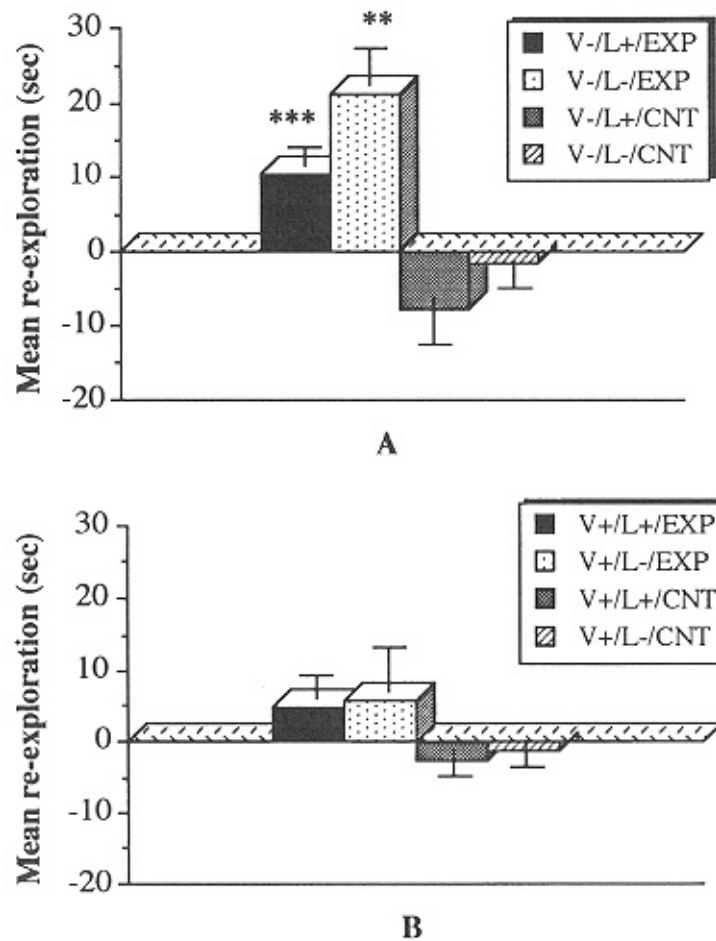 30
20
10
0
-10
-20
Mean re-exploration (sec)
***
**
V-/L+/EXP
V-/L-/EXP
V-/L+/CNT
V-/L-/CNT
A
30
20
10
0
-10
-20
Mean re-exploration (sec)
V+/L+/EXP
V+/L-/EXP
V+/L+/CNT
V+/L-/CNT
B